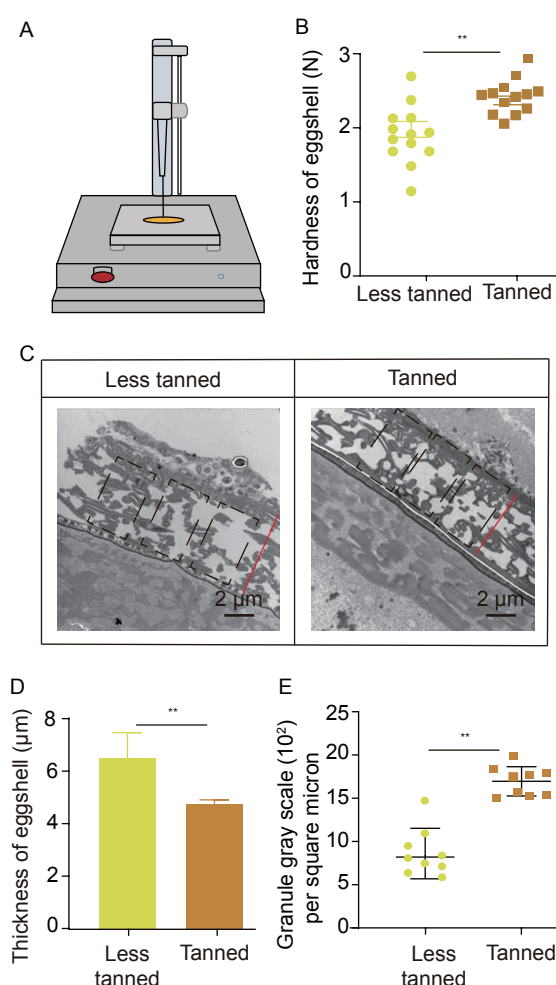 A
B
Hardness of eggshell (N)
3
2
1
0
**
Less tanned
Tanned
C
Less tanned
Tanned
2 µm
2 µm
D
Thickness of eggshell (µm)
8
6
4
2
0
**
Less
tanned
Tanned
E
Granule gray scale (10²)
per square micron
25
20
15
10
5
0
**
Less
tanned
Tanned